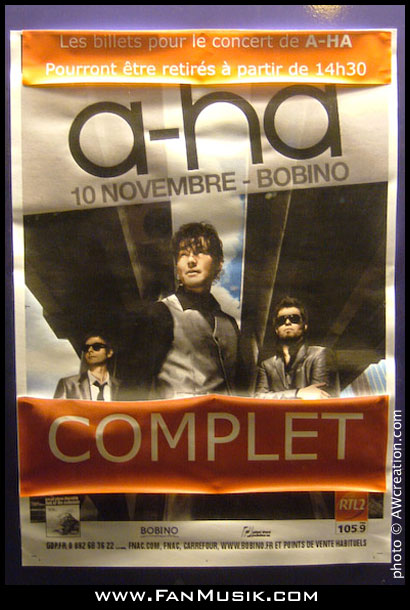 Les billets pour le concert de A-HA
Pourront être retirés à partir de 14h30
a-ha
10 NOVEMBRE - BOBINO
COMPLET
RTL2
BOBINO
105.9
FNAC.COM, FNAC, CARREFOUR, WWW.BOBINO.FR ET POINTS DE VENTE HABITUELS
photo © AWcreation.com
www.FanMusik.com